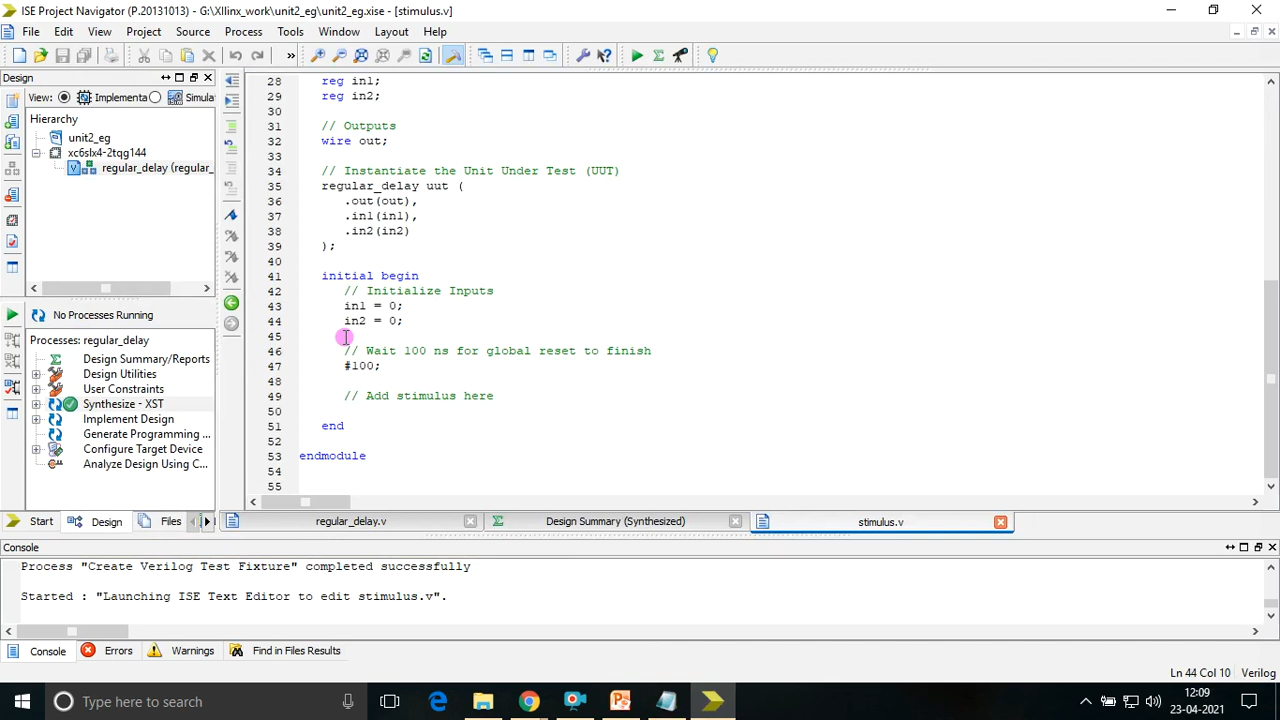 ISE Project Navigator (P.20131013) - G:\XIlinx_work\unit2_eg\unit2_eg.xise - [stimulus.v]
File Edit View Project Source Process Tools Window Layout Help
Design
View: Implementa Simula
Hierarchy
unit2_eg
xc6slx4-2tqg144
regular_delay (regular_
No Processes Running
Processes: regular_delay
Design Summary/Reports
Design Utilities
User Constraints
Synthesize - XST
Implement Design
Generate Programming ...
Configure Target Device
Analyze Design Using C...
Start Design Files
28 reg in1;
29 reg in2;
30
31 // Outputs
32 wire out;
33
34 // Instantiate the Unit Under Test (UUT)
35 regular_delay uut (
36 .out(out),
37 .in1(in1),
38 .in2(in2)
39 );
40
41 initial begin
42 // Initialize Inputs
43 in1 = 0;
44 in2 = 0;
45
46 // Wait 100 ns for global reset to finish
47 #100;
48
49 // Add stimulus here
50
51 end
52
53 endmodule
54
55
regular_delay.v Design Summary (Synthesized) stimulus.v
Console
Process "Create Verilog Test Fixture" completed successfully
Started : "Launching ISE Text Editor to edit stimulus.v".
Console Errors Warnings Find in Files Results
Ln 44 Col 10 Verilog
Type here to search
12:09
23-04-2021